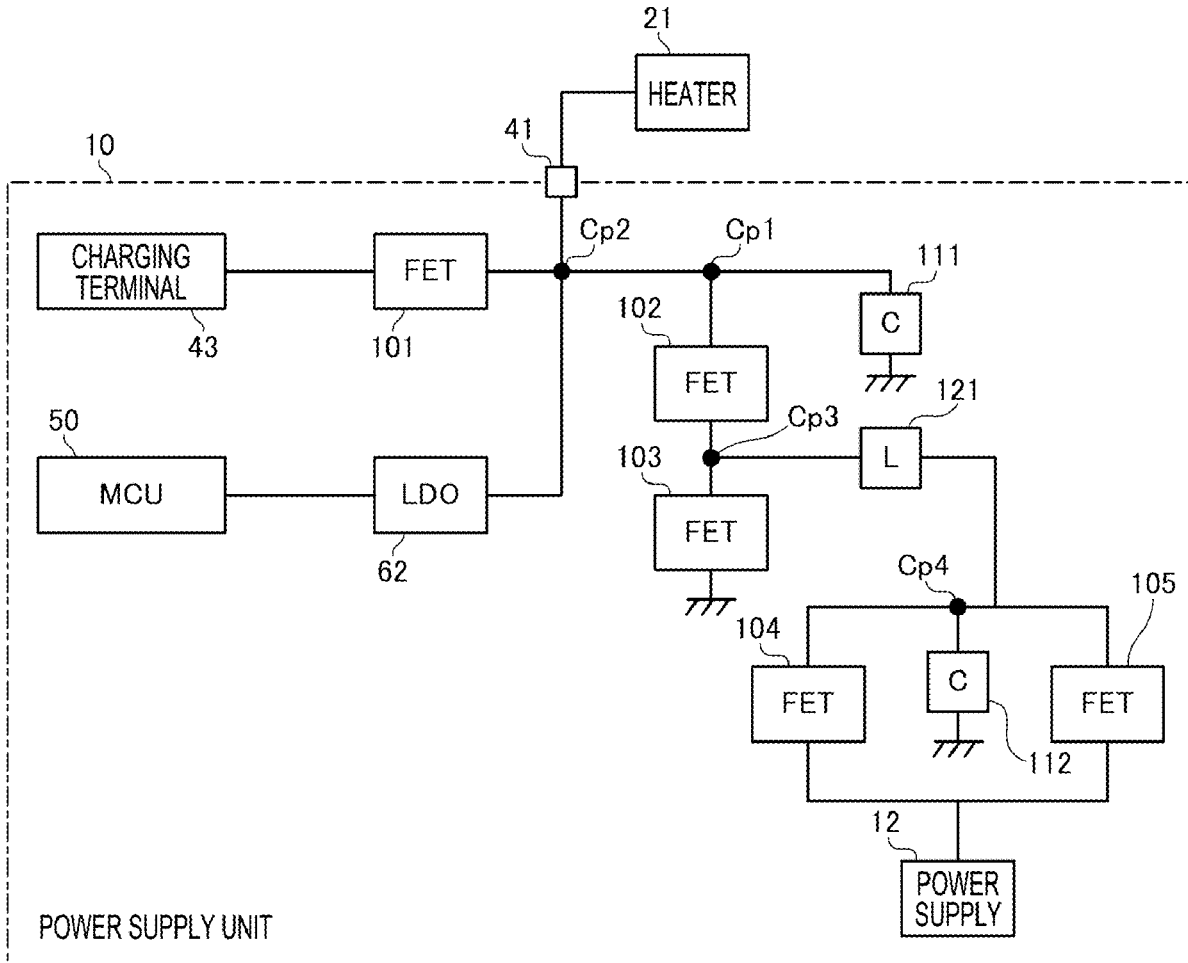 21
HEATER
41
10
CHARGING
TERMINAL
43
FET
101
Cp2
Cp1
111
C
102
FET
50
MCU
LDO
62
Cp3
121
L
103
FET
Cp4
104
FET
C
112
105
FET
12
POWER
SUPPLY
POWER SUPPLY UNIT